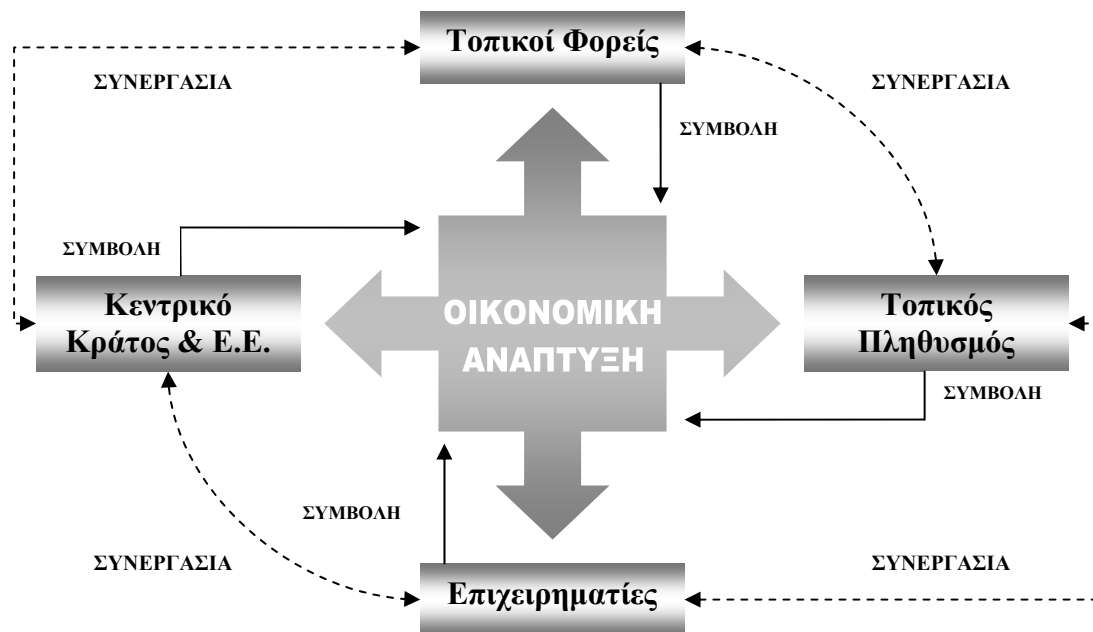 Τοπικοί Φορείς
ΣΥΝΕΡΓΑΣΙΑ
ΣΥΝΕΡΓΑΣΙΑ
ΣΥΜΒΟΛΗ
ΣΥΜΒΟΛΗ
Κεντρικό
Κράτος & Ε.Ε.
ΟΙΚΟΝΟΜΙΚΗ
ΑΝΑΠΤΥΞΗ
Τοπικός
Πληθυσμός
ΣΥΜΒΟΛΗ
ΣΥΜΒΟΛΗ
ΣΥΝΕΡΓΑΣΙΑ
ΣΥΝΕΡΓΑΣΙΑ
Επιχειρηματίες